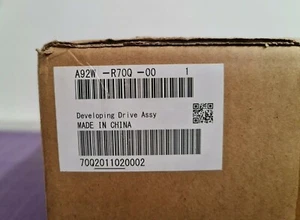 A92W -R70Q -00 1
Developing Drive Assy
MADE IN CHINA
70Q2011020002